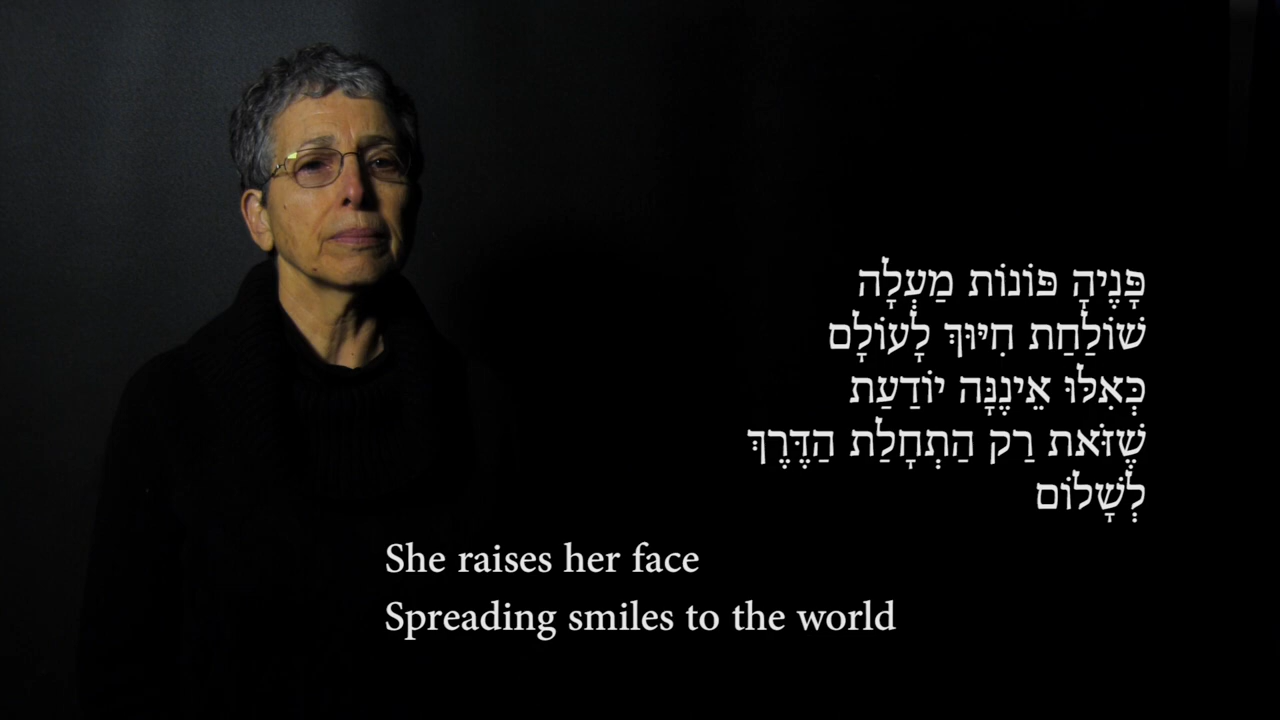 פָּנֶיהָ פּוֹנוֹת מַעְלָה
שׁוֹלַחַת חִיּוּךְ לָעוֹלָם
כְּאִלּוּ אֵינֶנָּה יוֹדַעַת
שֶׁזֹּאת רַק הַתְחָלַת הַדֶּרֶךְ
לְשָׁלוֹם
She raises her face
Spreading smiles to the world